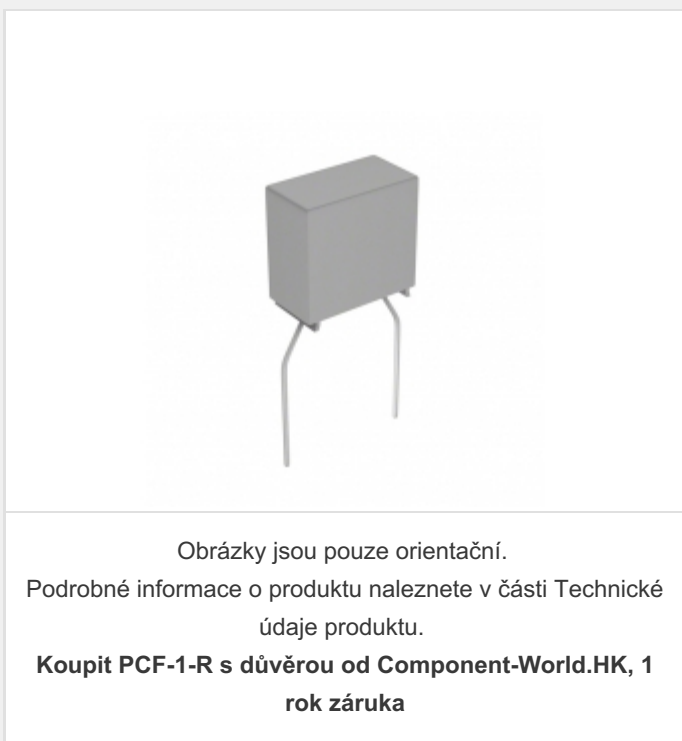 Obrázky jsou pouze orientační.
Podrobné informace o produktu naleznete v části Technické
údaje produktu.
Koupit PCF-1-R s důvěrou od Component-World.HK, 1
rok záruka